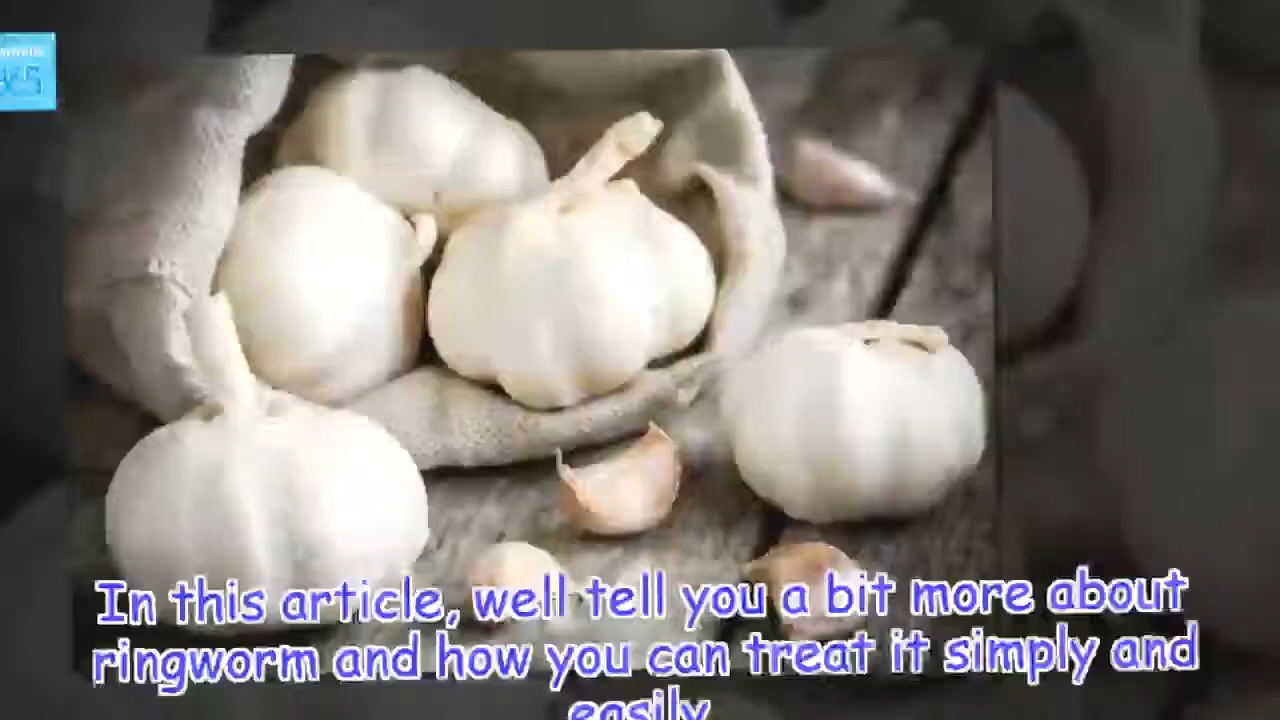 365
In this article, well tell you a bit more about
ringworm and how you can treat it simply and
easily